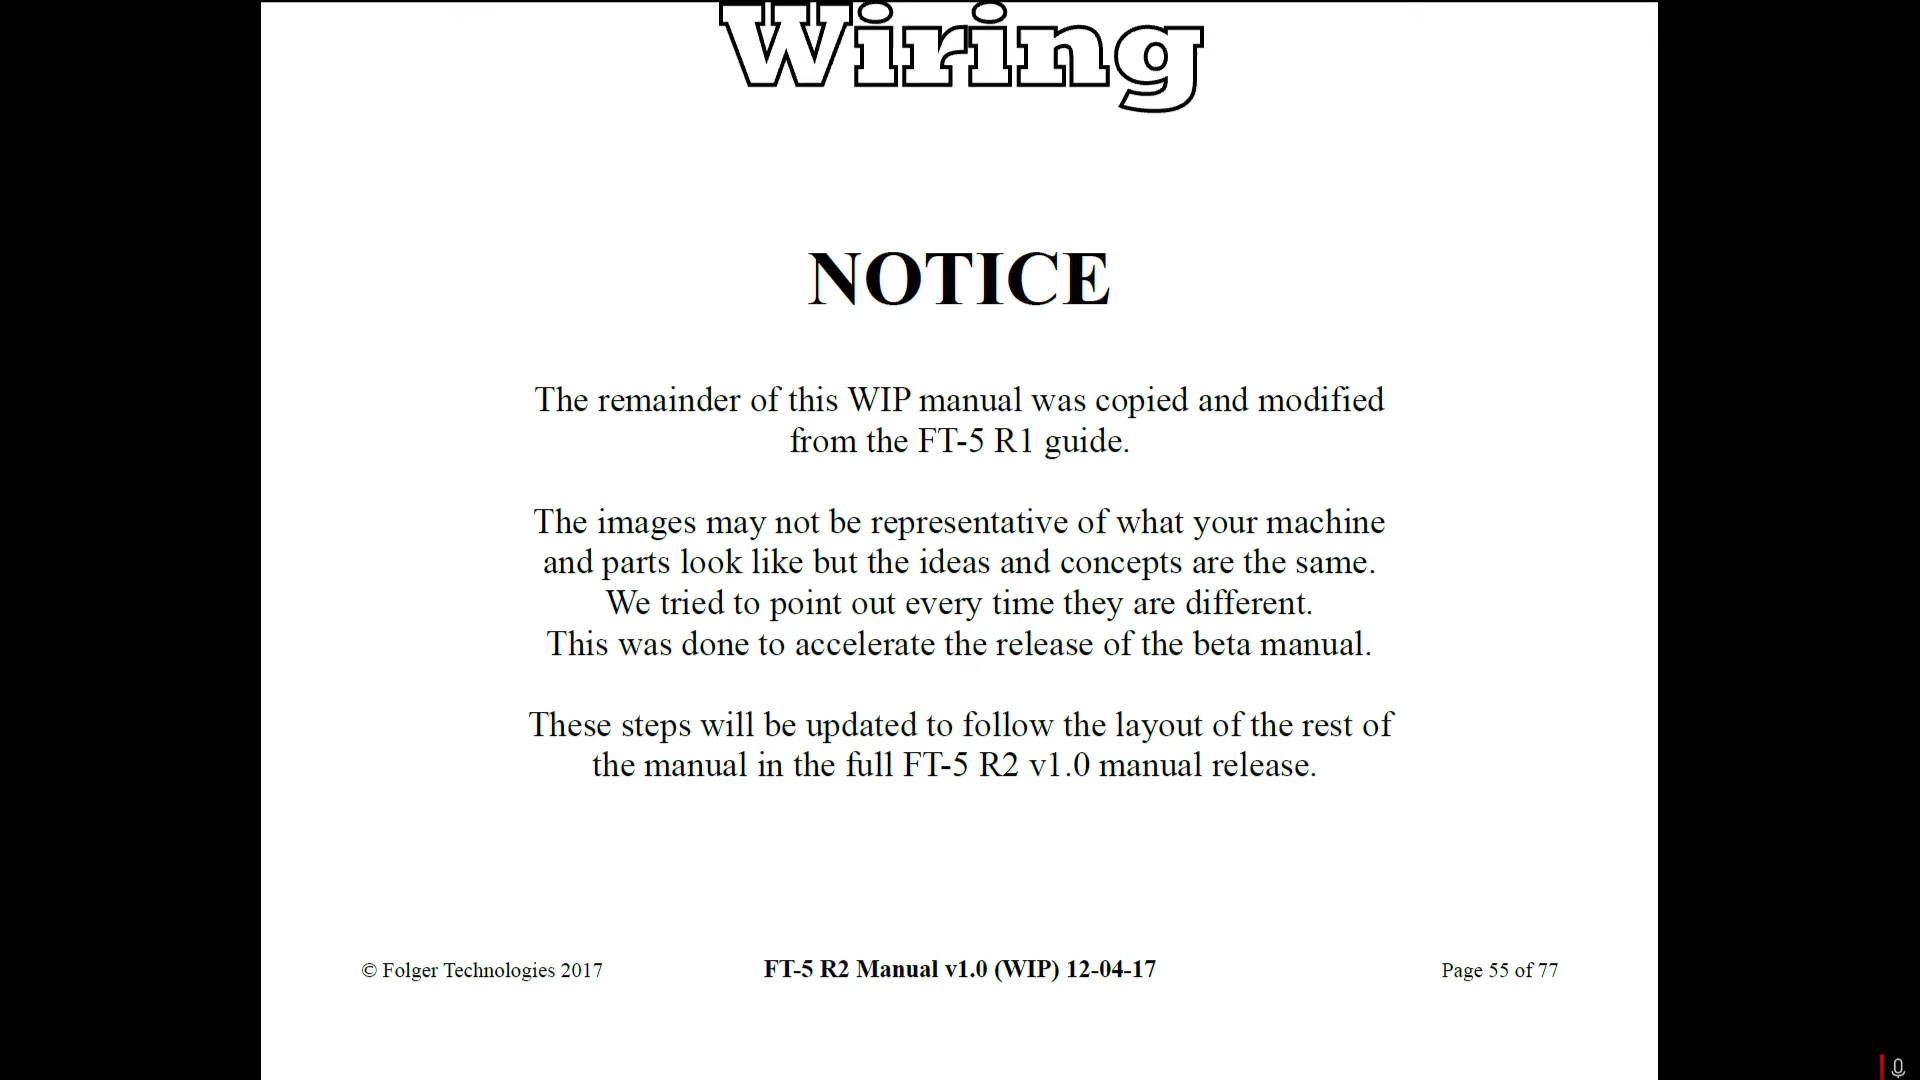 Wiring
NOTICE
The remainder of this WIP manual was copied and modified
from the FT-5 R1 guide.
The images may not be representative of what your machine
and parts look like but the ideas and concepts are the same.
We tried to point out every time they are different.
This was done to accelerate the release of the beta manual.
These steps will be updated to follow the layout of the rest of
the manual in the full FT-5 R2 v1.0 manual release.
© Folger Technologies 2017
FT-5 R2 Manual v1.0 (WIP) 12-04-17
Page 55 of 77